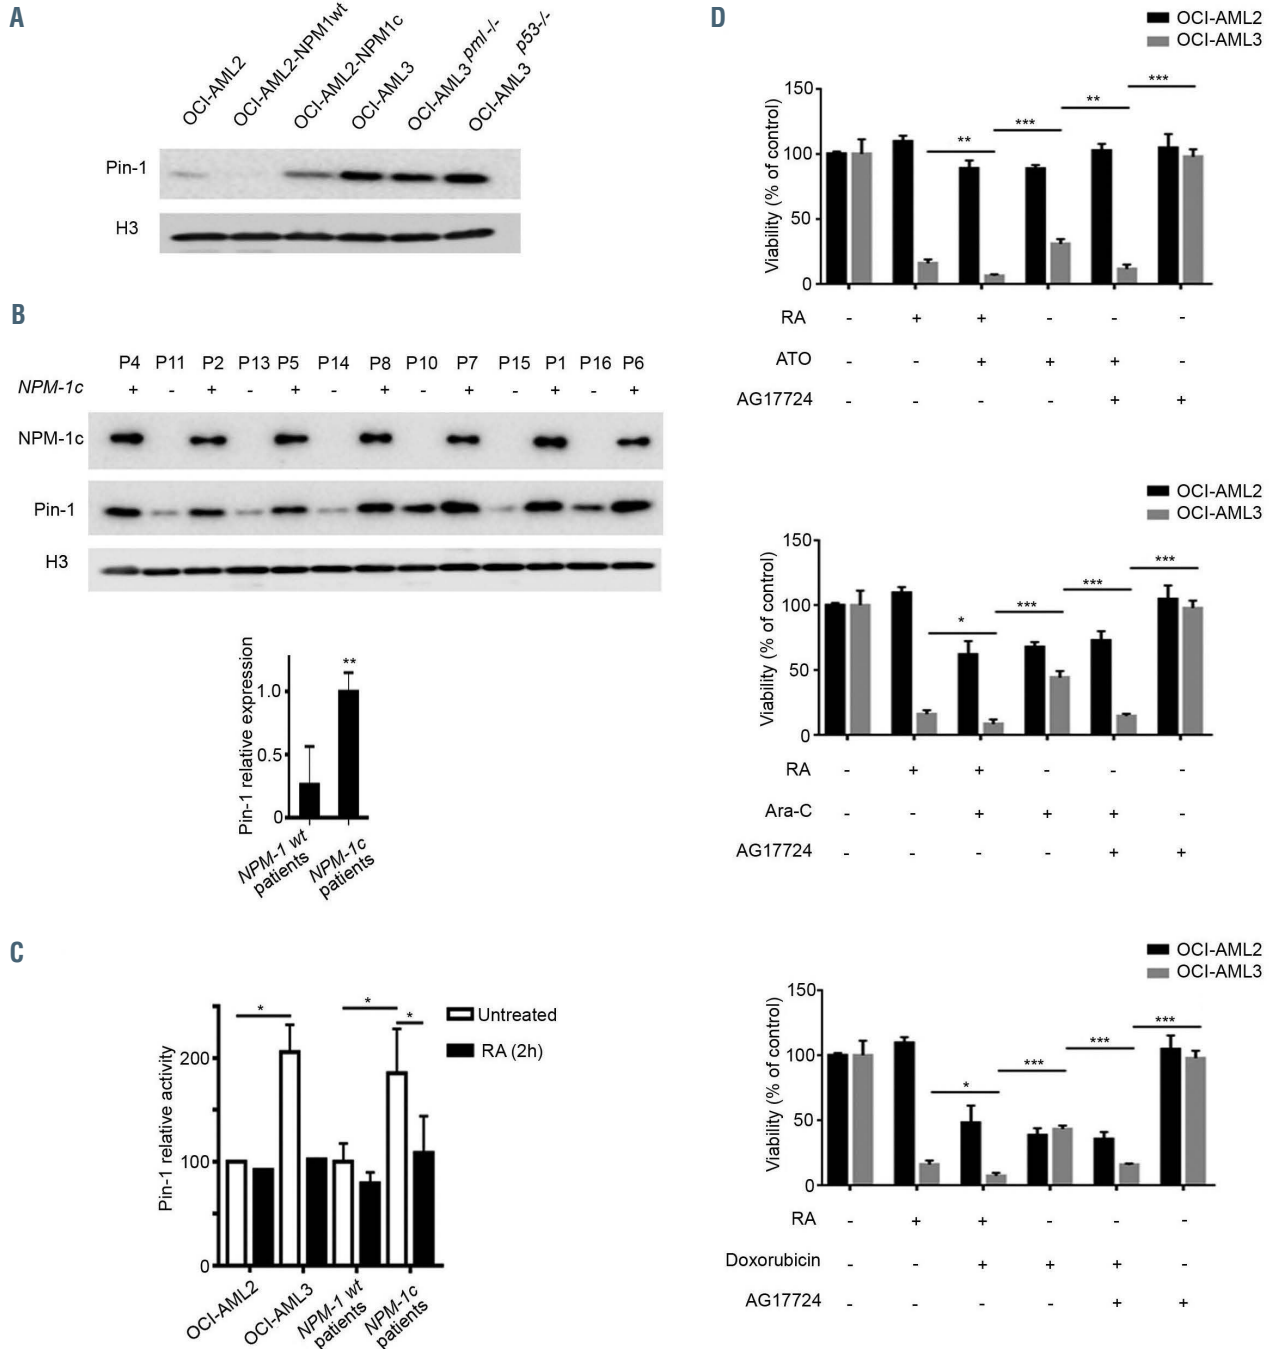 A
OCI-AML2
OCI-AML2-NPM1wt
OCI-AML2-NPM1c
OCI-AML3
OCI-AML3 pml-/-
OCI-AML3 p53-/-
Pin-1
H3
B
P4 P11 P2 P13 P5 P14 P8 P10 P7 P15 P1 P16 P6
NPM-1c + - + - + - + - + - + - +
NPM-1c
Pin-1
H3
Pin-1 relative expression
**
1.0
0.5
0
NPM-1 wt
patients
NPM-1c
patients
C
Untreated
RA (2h)
* * *
Pin-1 relative activity
200
100
0
OCI-AML2
OCI-AML3
NPM-1 wt
patients
NPM-1c
patients
D
OCI-AML2
OCI-AML3
Viability (% of control)
150
100
50
0
** *** ** ***
RA - + + - - -
ATO - - + + + -
AG17724 - - - - + +
OCI-AML2
OCI-AML3
Viability (% of control)
150
100
50
0
* *** *** ***
RA - + + - - -
Ara-C - - + + + -
AG17724 - - - - + +
OCI-AML2
OCI-AML3
Viability (% of control)
150
100
50
0
* *** *** ***
RA - + + - - -
Doxorubicin - - + + + -
AG17724 - - - - + +